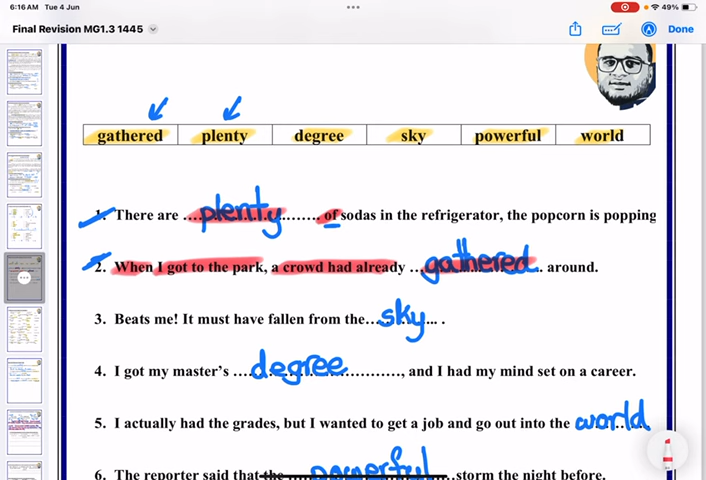 6:16 AM Tue 4 Jun
49%
Final Revision MG1.3 1445
Done
gathered plenty degree sky powerful world
1. There are ....plenty........ of sodas in the refrigerator, the popcorn is popping
2. When I got to the park, a crowd had already ....gathered.... around.
3. Beats me! It must have fallen from the....sky.... .
4. I got my master's ....degree............, and I had my mind set on a career.
5. I actually had the grades, but I wanted to get a job and go out into the world....
6. The reporter said that the ....powerful....storm the night before.